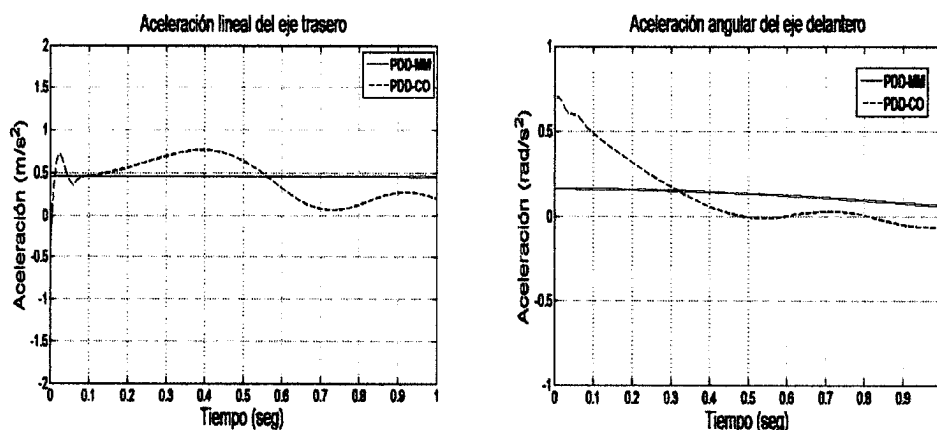 Aceleración lineal del eje trasero
2
1.5
1
0.5
0
-0.5
-1
-1.5
-2
Aceleración (m/s²)
PDD-MM
PDD-CO
0 0.1 0.2 0.3 0.4 0.5 0.6 0.7 0.8 0.9 1
Tiempo (seg)
Aceleración angular del eje delantero
1
0.5
0
-0.5
-1
Aceleración (rad/s²)
PDD-MM
PDD-CO
0 0.1 0.2 0.3 0.4 0.5 0.6 0.7 0.8 0.9
Tiempo (seg)